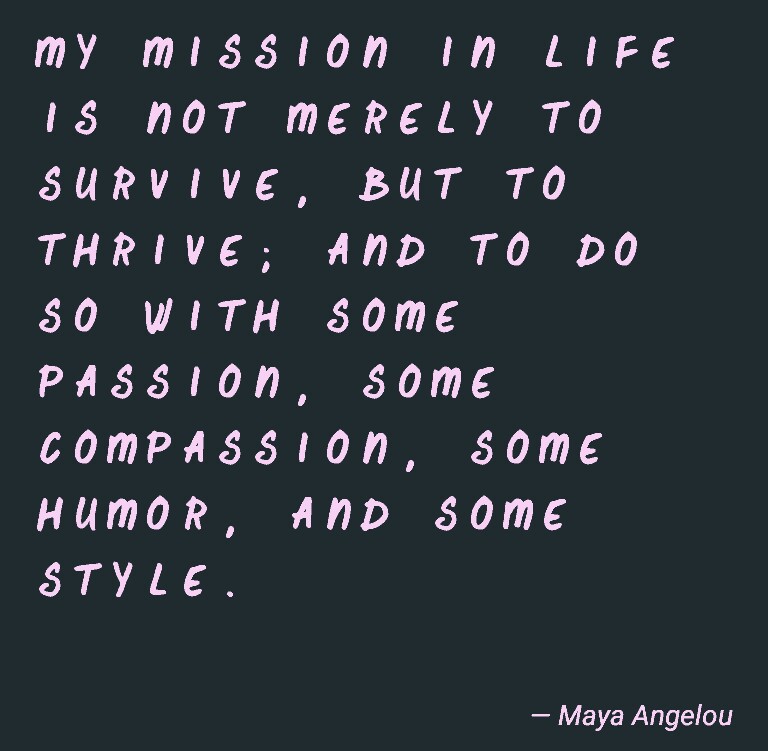 MY MISSION IN LIFE
IS NOT MERELY TO
SURVIVE, BUT TO
THRIVE; AND TO DO
SO WITH SOME
PASSION, SOME
COMPASSION, SOME
HUMOR, AND SOME
STYLE.
— Maya Angelou